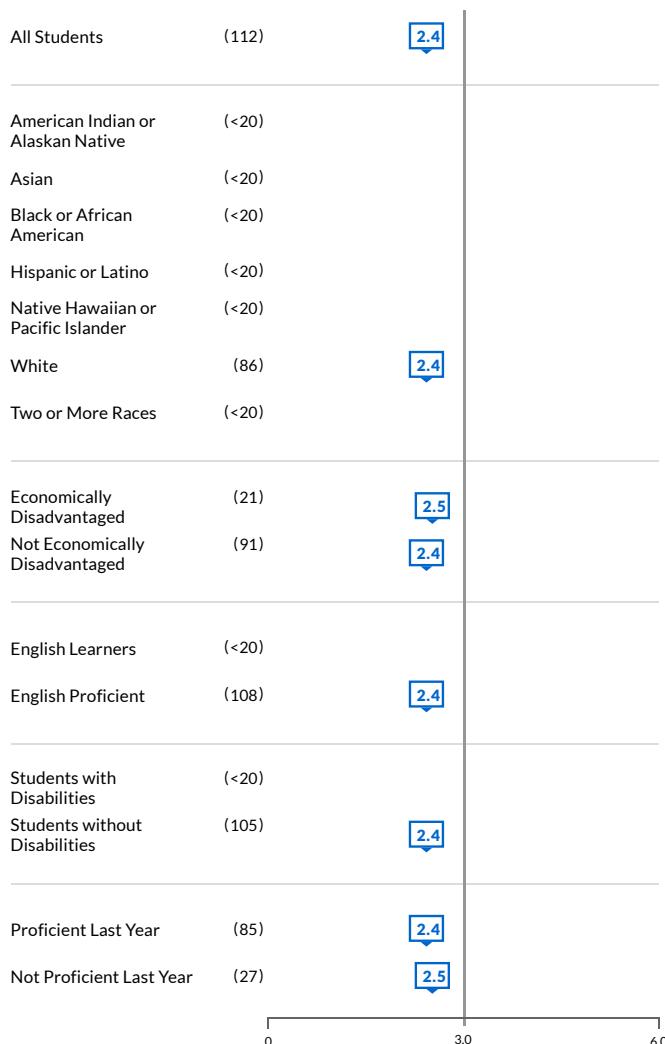 All Students (112) 2.4
American Indian or (<20)
Alaskan Native
Asian (<20)
Black or African (<20)
American
Hispanic or Latino (<20)
Native Hawaiian or (<20)
Pacific Islander
White (86) 2.4
Two or More Races (<20)
Economically (21) 2.5
Disadvantaged
Not Economically (91) 2.4
Disadvantaged
English Learners (<20)
English Proficient (108) 2.4
Students with (<20)
Disabilities
Students without (105) 2.4
Disabilities
Proficient Last Year (85) 2.4
Not Proficient Last Year (27) 2.5
0 3.0 6.0